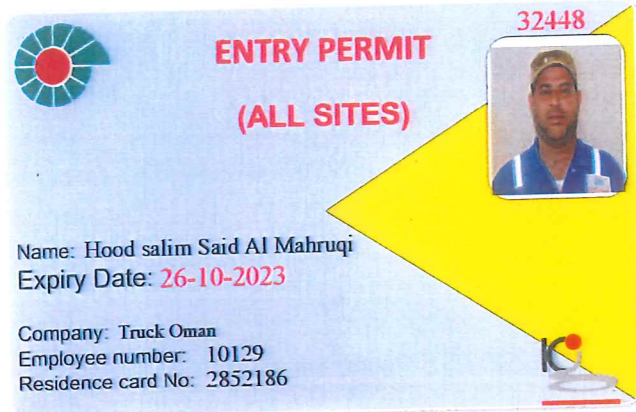 32448
ENTRY PERMIT
(ALL SITES)
Name: Hood salim Said Al Mahruqi
Expiry Date: 26-10-2023
Company: Truck Oman
Employee number: 10129
Residence card No: 2852186